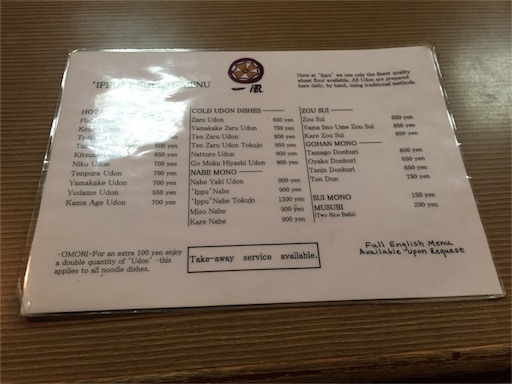 一風
Here at "Ippu" we use only the finest quality
wheat flour available. All Udon are prepared
here daily, by hand, using traditional methods.
"IPPU" MENU
Niku Udon 700 yen
Tenpura Udon 700 yen
Yamakake Udon 700 yen
Yudame Udon 550 yen
Kama Age Udon 700 yen
COLD UDON DISHES
Zaru Udon 650 yen
Yamakake Zaru Udon 750 yen
Ten Zaru Udon 800 yen
Ten Zaru Udon Tokujo 950 yen
Nattoro Udon 900 yen
Go Moku Hiyashi Udon 900 yen
NABE MONO
Nabe Yaki Udon 900 yen
"Ippu" Nabe 900 yen
"Ippu" Nabe Tokujo 1300 yen
Miso Nabe 900 yen
Kare Nabe 900 yen
ZOU SUI
Zou Sui 650 yen
Yama Imo Ume Zou Sui 850 yen
Kare Zou Sui 850 yen
GOHAN MONO
Tamago Donburi 600 yen
Oyako Donburi 650 yen
Tanin Donburi 650 yen
Ten Don 750 yen
SUI MONO 150 yen
MUSUBI 200 yen
(Two Rice Balls)
-OMORI-For an extra 100 yen enjoy
a double quantity of "Udon" -this
applies to all noodle dishes.
Take-away service available.
Full English Menu
Available Upon Request